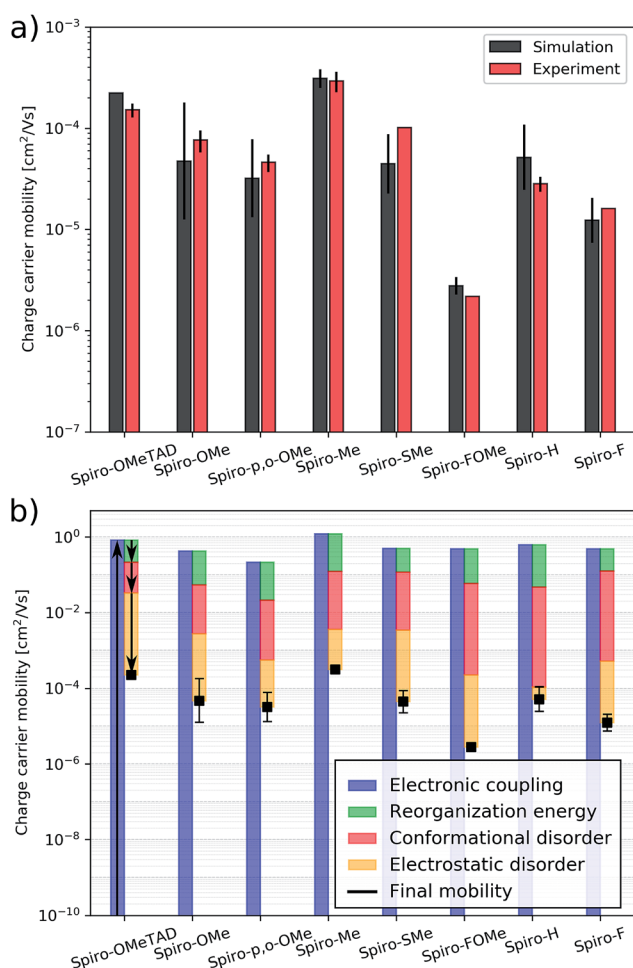 a)
Charge carrier mobility [cm²/Vs]
10⁻³
10⁻⁴
10⁻⁵
10⁻⁶
10⁻⁷
Simulation
Experiment
Spiro-OMeTAD
Spiro-OMe
Spiro-p,o-OMe
Spiro-Me
Spiro-SMe
Spiro-FOMe
Spiro-H
Spiro-F
b)
Charge carrier mobility [cm²/Vs]
10⁰
10⁻²
10⁻⁴
10⁻⁶
10⁻⁸
10⁻¹⁰
Electronic coupling
Reorganization energy
Conformational disorder
Electrostatic disorder
Final mobility
Spiro-OMeTAD
Spiro-OMe
Spiro-p,o-OMe
Spiro-Me
Spiro-SMe
Spiro-FOMe
Spiro-H
Spiro-F